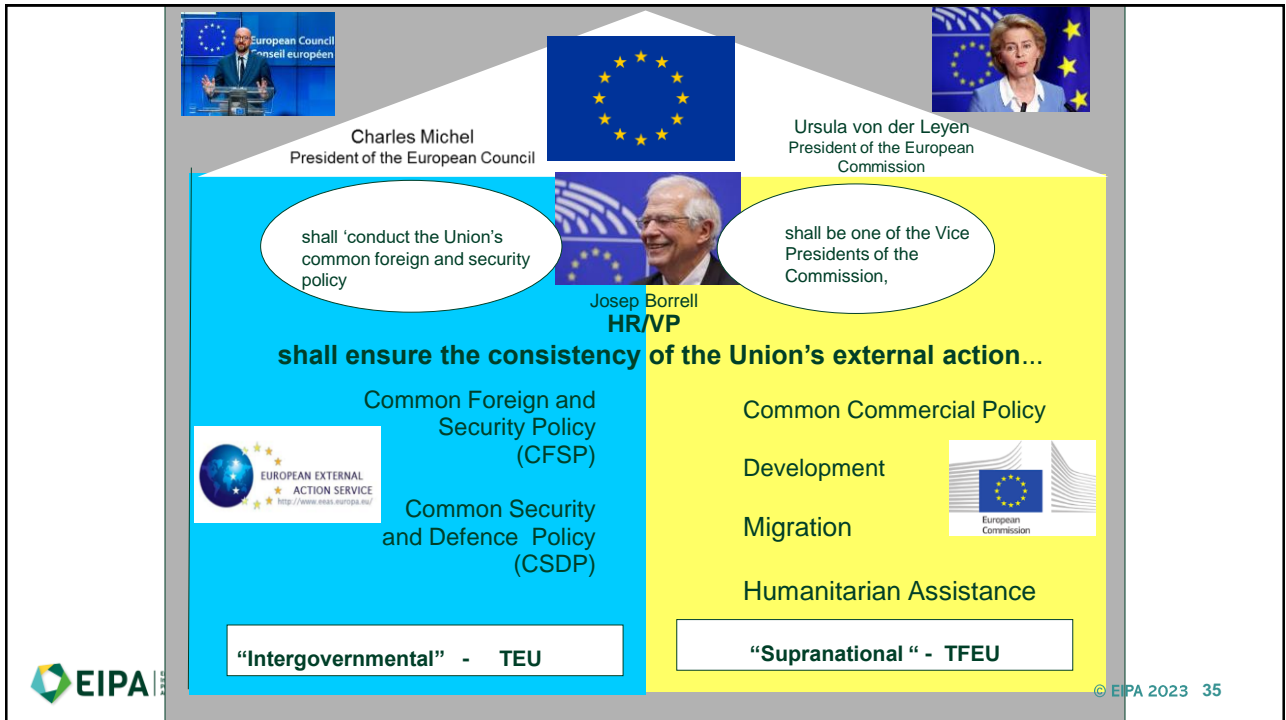 European Council
Conseil européen
Charles Michel
President of the European Council
Ursula von der Leyen
President of the European
Commission
shall ‘conduct the Union’s
common foreign and security
policy
shall be one of the Vice
Presidents of the
Commission,
Josep Borrell
HR/VP
shall ensure the consistency of the Union’s external action...
Common Foreign and
Security Policy
(CFSP)
EUROPEAN EXTERNAL
ACTION SERVICE
http://www.eeas.europa.eu/
Common Security
and Defence Policy
(CSDP)
Common Commercial Policy
Development
Migration
Humanitarian Assistance
European
Commission
“Intergovernmental” - TEU
“Supranational “ - TFEU
EIPA
© EIPA 2023 35